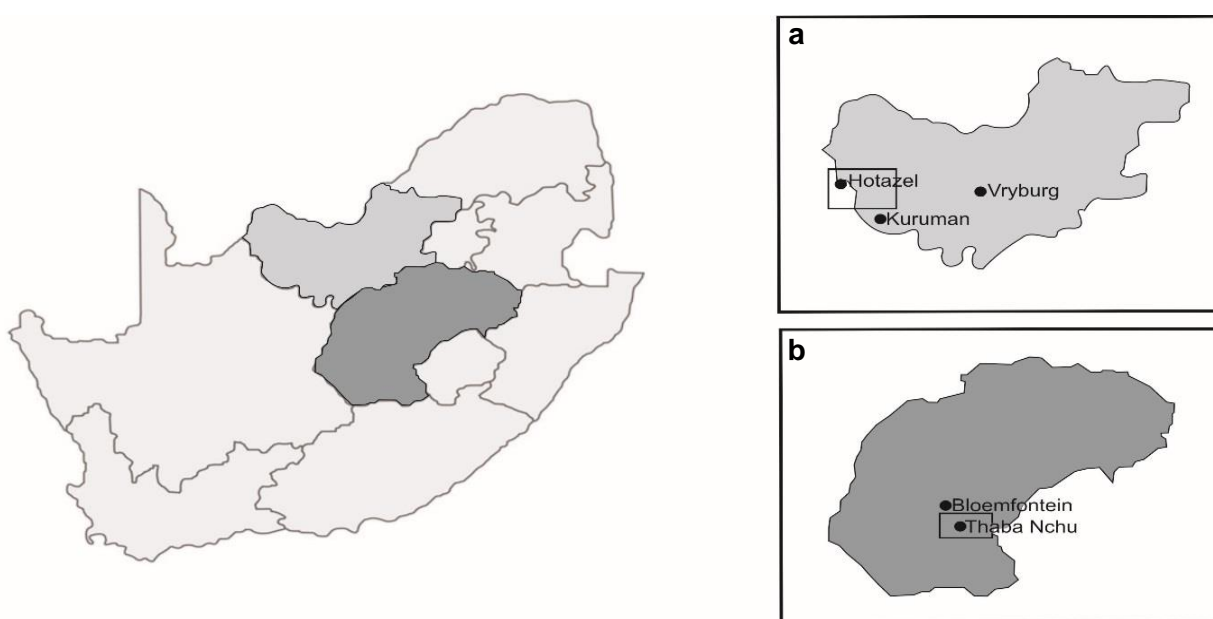 a
Hotazel
Vryburg
Kuruman
b
Bloemfontein
Thaba Nchu